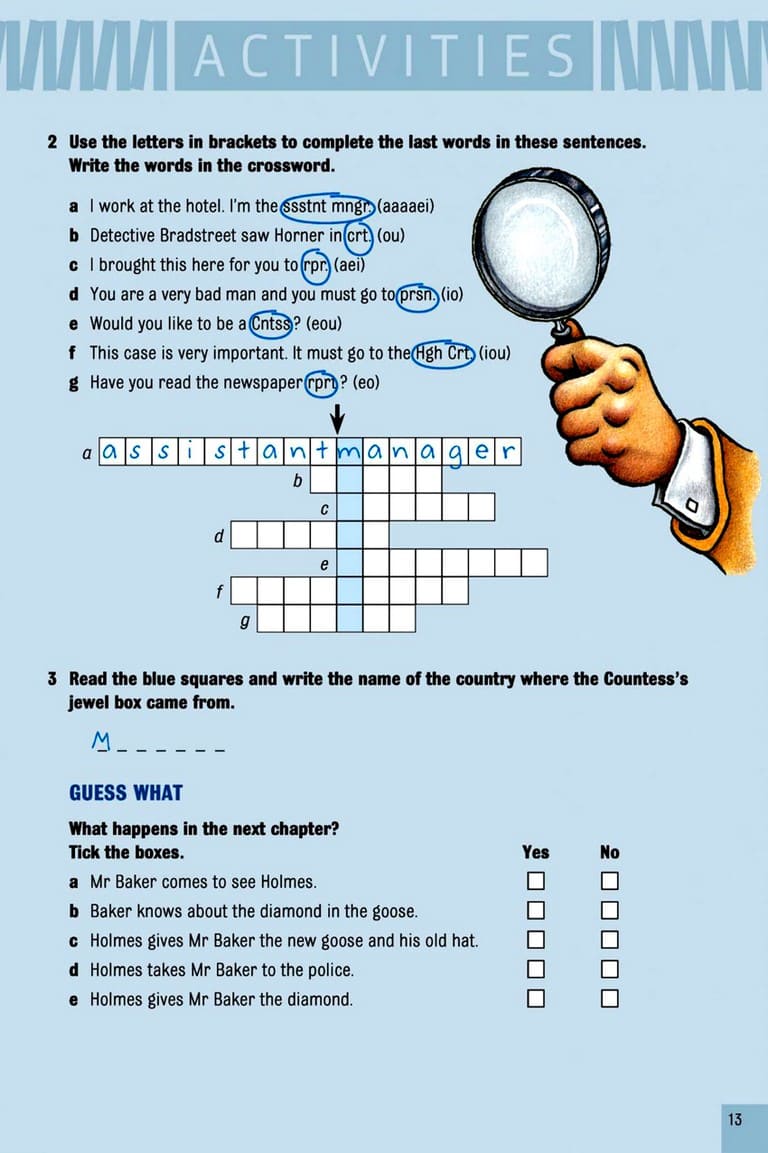 ACTIVITIES
2 Use the letters in brackets to complete the last words in these sentences.
Write the words in the crossword.
a I work at the hotel. I'm the ssstnt mngr. (aaaaei)
b Detective Bradstreet saw Horner in crt. (ou)
c I brought this here for you to rpr. (aei)
d You are a very bad man and you must go to prsn. (io)
e Would you like to be a Cntss? (eou)
f This case is very important. It must go to the Hgh Crt. (iou)
g Have you read the newspaper rprt? (eo)
a assistantmanager
b
c
d
e
f
g
3 Read the blue squares and write the name of the country where the Countess's
jewel box came from.
M _ _ _ _ _ _
GUESS WHAT
What happens in the next chapter?
Tick the boxes. Yes No
a Mr Baker comes to see Holmes.
b Baker knows about the diamond in the goose.
c Holmes gives Mr Baker the new goose and his old hat.
d Holmes takes Mr Baker to the police.
e Holmes gives Mr Baker the diamond.
13